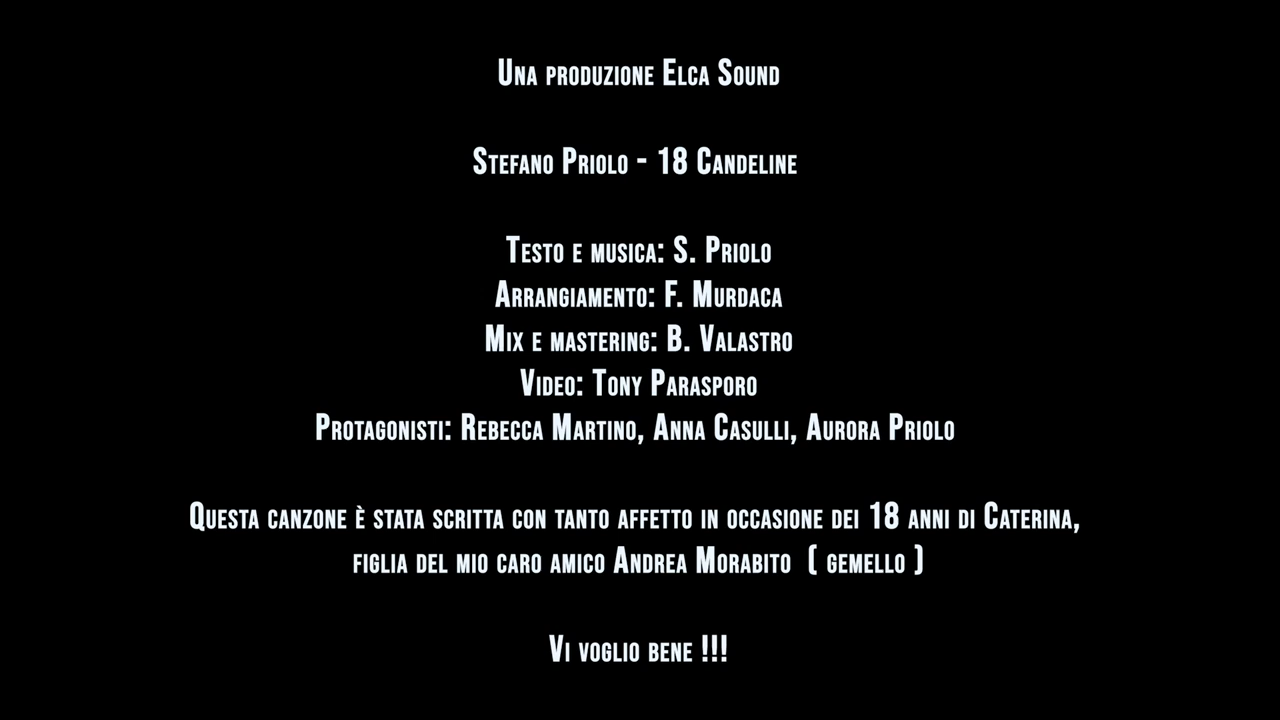 Una produzione Elca Sound
Stefano Priolo - 18 Candeline
Testo e musica: S. Priolo
Arrangiamento: F. Murdaca
Mix e mastering: B. Valastro
Video: Tony Parasporo
Protagonisti: Rebecca Martino, Anna Casulli, Aurora Priolo
Questa canzone è stata scritta con tanto affetto in occasione dei 18 anni di Caterina,
figlia del mio caro amico Andrea Morabito ( gemello )
Vi voglio bene !!!